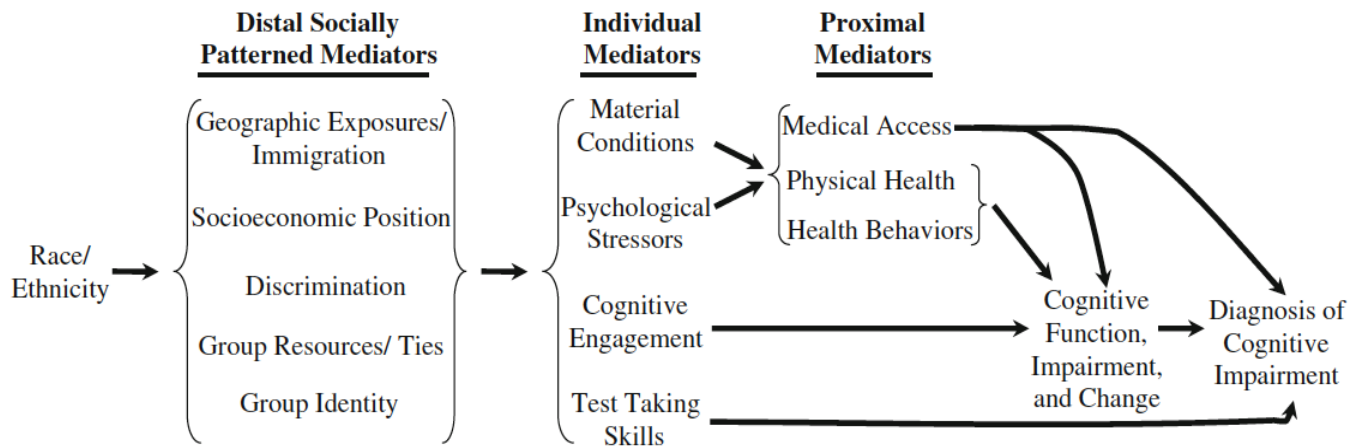 Distal Socially
Patterned Mediators
Individual
Mediators
Proximal
Mediators
Race/
Ethnicity
Geographic Exposures/
Immigration
Socioeconomic Position
Discrimination
Group Resources/ Ties
Group Identity
Material
Conditions
Psychological
Stressors
Cognitive
Engagement
Test Taking
Skills
Medical Access
Physical Health
Health Behaviors
Cognitive
Function,
Impairment,
and Change
Diagnosis of
Cognitive
Impairment